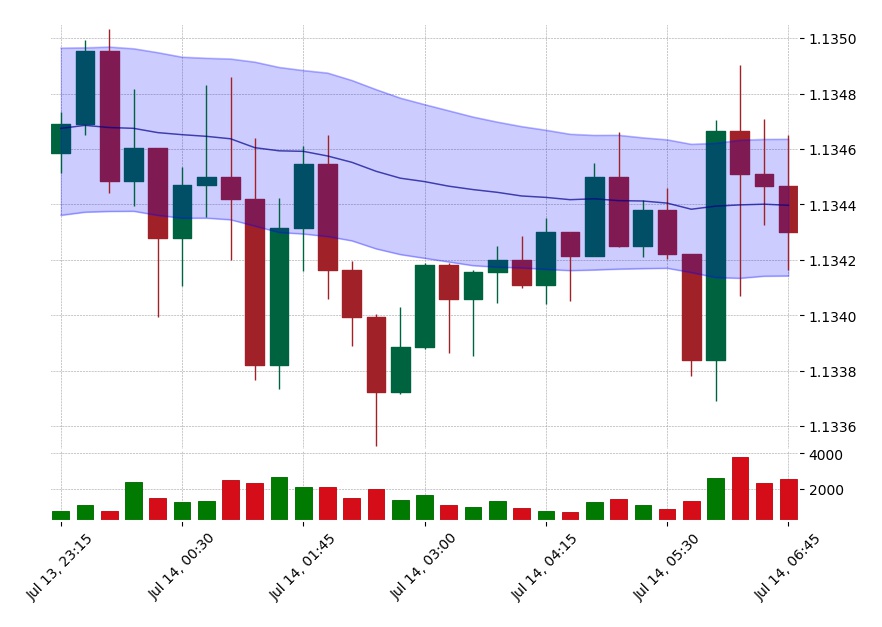 1.1350
1.1348
1.1346
1.1344
1.1342
1.1340
1.1338
1.1336
4000
2000
Jul 13, 23:15
Jul 14, 00:30
Jul 14, 01:45
Jul 14, 03:00
Jul 14, 04:15
Jul 14, 05:30
Jul 14, 06:45